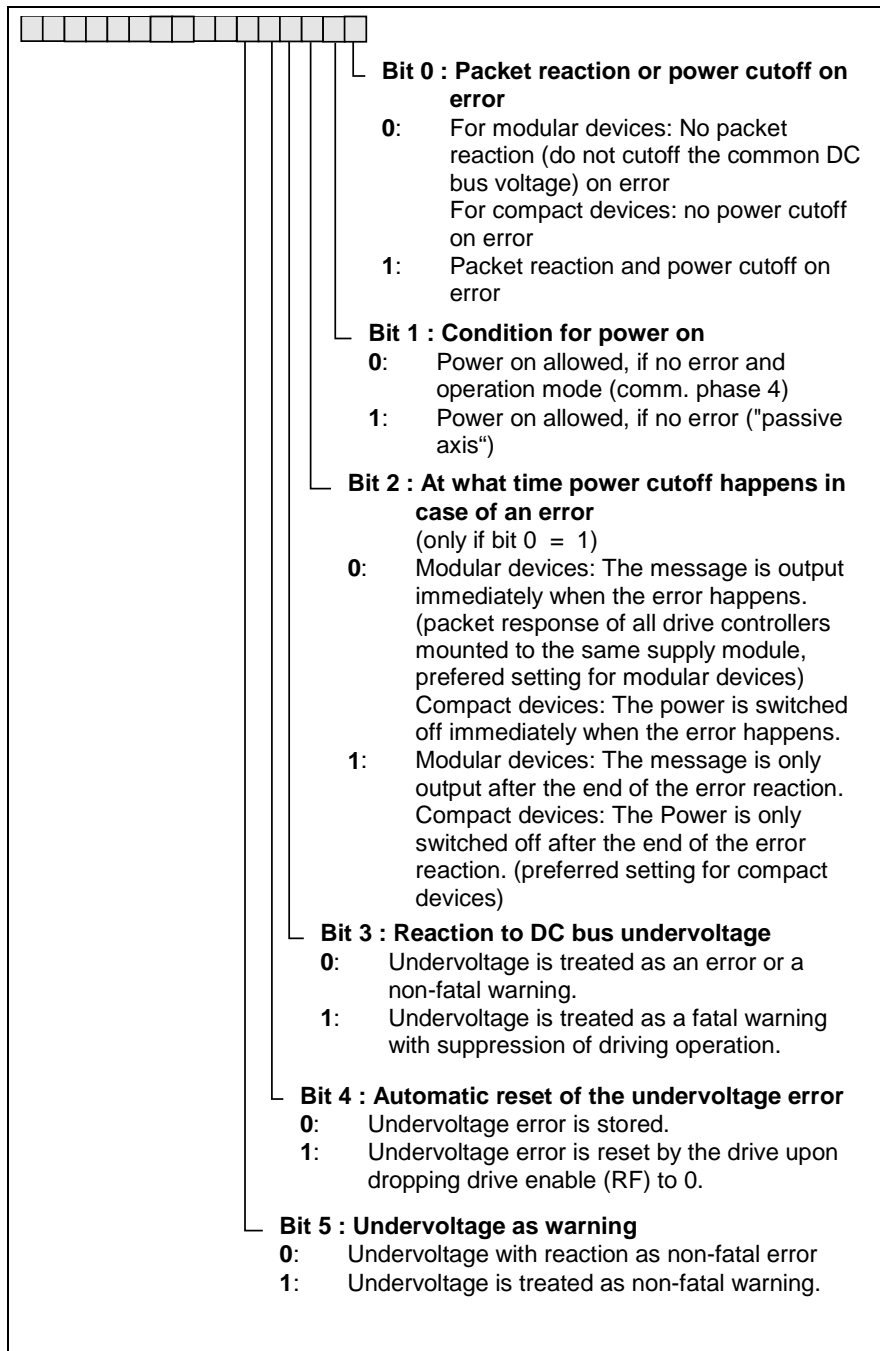 Bit 0 : Packet reaction or power cutoff on
error
0: For modular devices: No packet
reaction (do not cutoff the common DC
bus voltage) on error
For compact devices: no power cutoff
on error
1: Packet reaction and power cutoff on
error
Bit 1 : Condition for power on
0: Power on allowed, if no error and
operation mode (comm. phase 4)
1: Power on allowed, if no error ("passive
axis“)
Bit 2 : At what time power cutoff happens in
case of an error
(only if bit 0 = 1)
0: Modular devices: The message is output
immediately when the error happens.
(packet response of all drive controllers
mounted to the same supply module,
prefered setting for modular devices)
Compact devices: The power is switched
off immediately when the error happens.
1: Modular devices: The message is only
output after the end of the error reaction.
Compact devices: The Power is only
switched off after the end of the error
reaction. (preferred setting for compact
devices)
Bit 3 : Reaction to DC bus undervoltage
0: Undervoltage is treated as an error or a
non-fatal warning.
1: Undervoltage is treated as a fatal warning
with suppression of driving operation.
Bit 4 : Automatic reset of the undervoltage error
0: Undervoltage error is stored.
1: Undervoltage error is reset by the drive upon
dropping drive enable (RF) to 0.
Bit 5 : Undervoltage as warning
0: Undervoltage with reaction as non-fatal error
1: Undervoltage is treated as non-fatal warning.